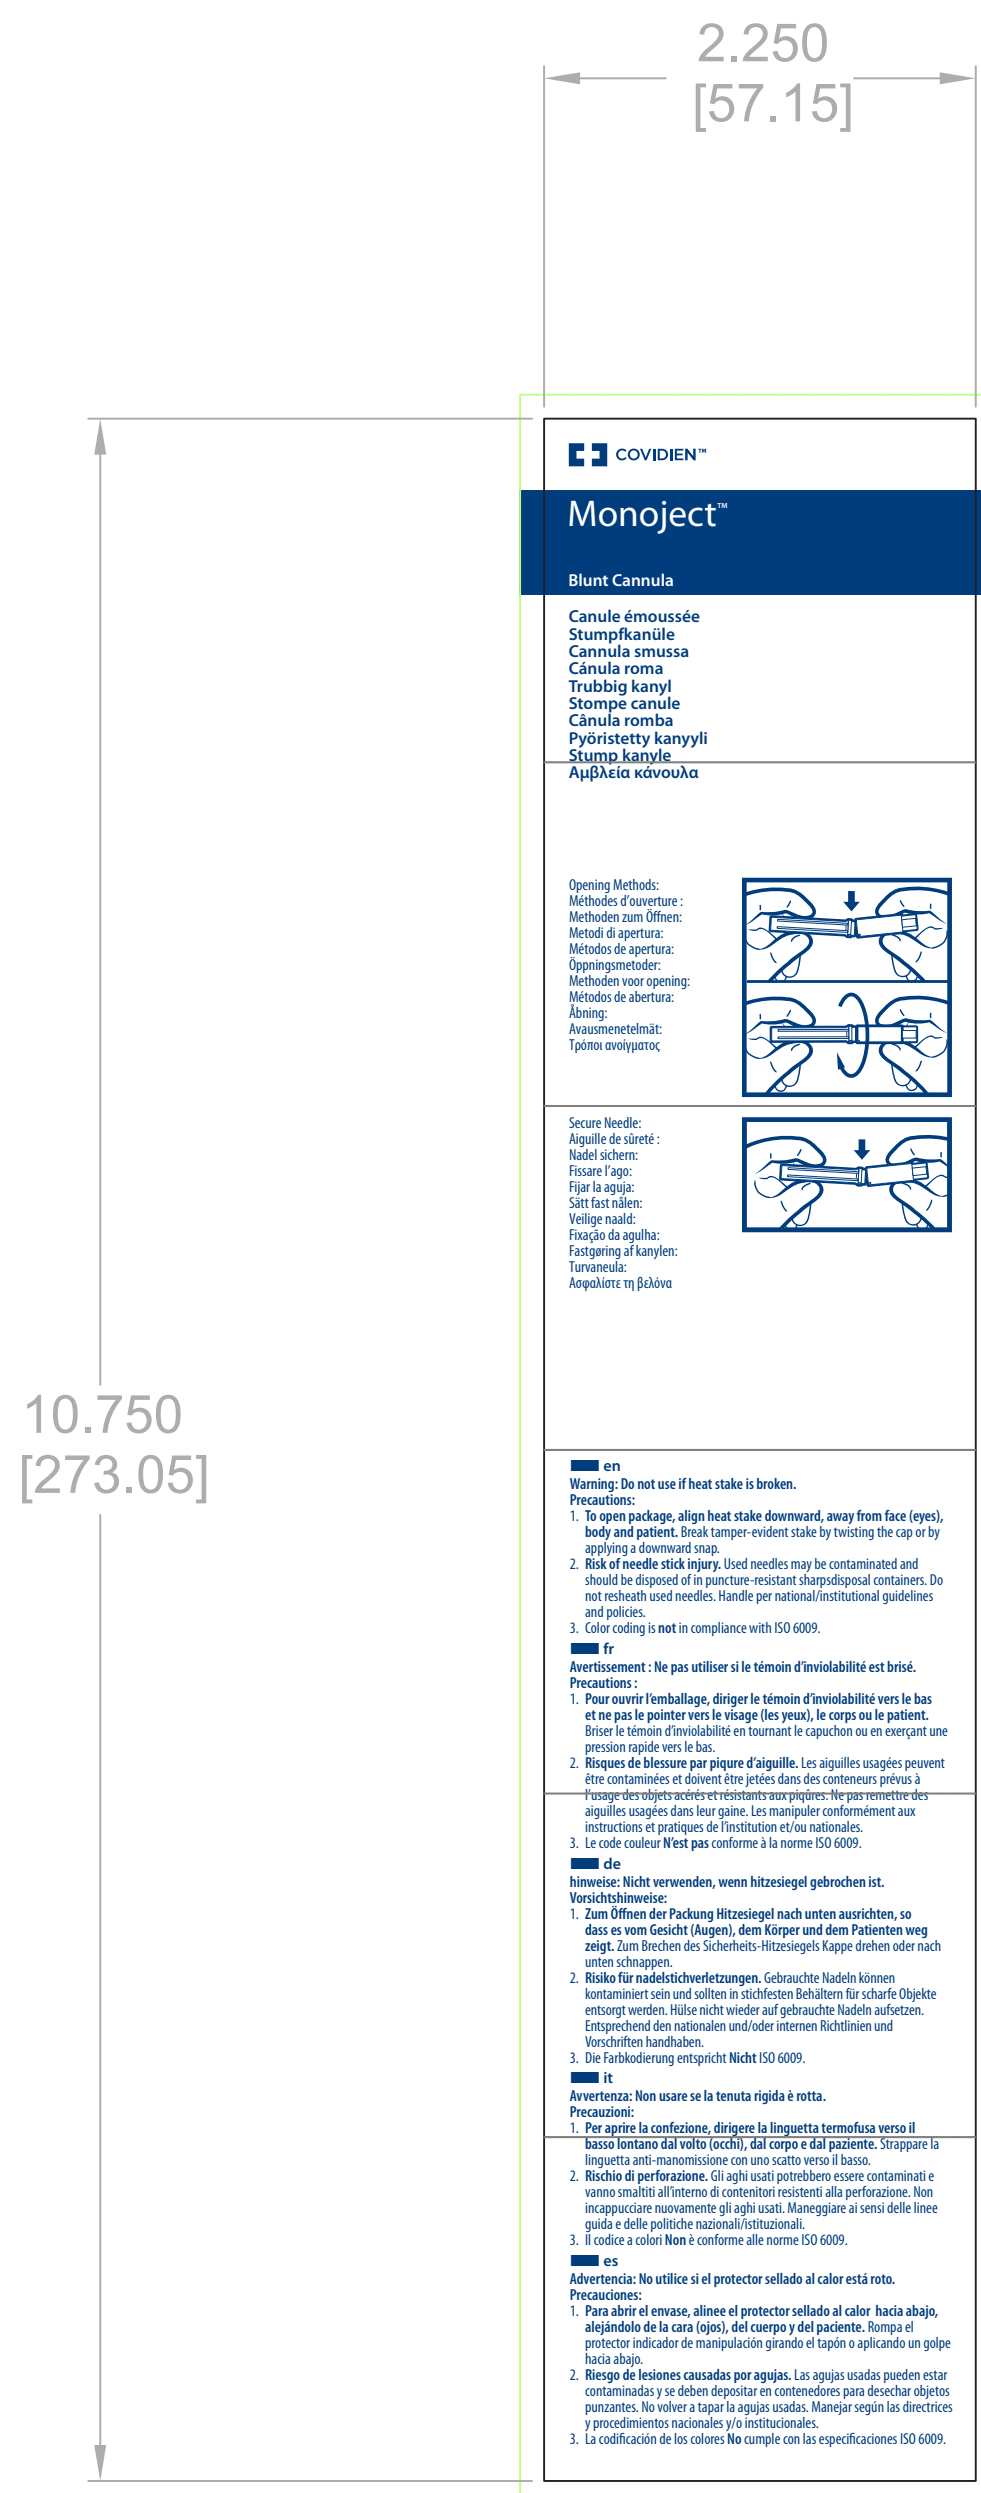 2.250
[57.15]
COVIDIEN™
Monoject™
Blunt Cannula
Canule émoussée
Stumpfkanüle
Cannula smussa
Cánula roma
Trubbig kanyl
Stompe canule
Cânula romba
Pyöristetty kanyyli
Stump kanyle
Αμβλεία κάνουλα
Opening Methods:
Méthodes d’ouverture :
Methoden zum Öffnen:
Metodi di apertura:
Métodos de apertura:
Öppningsmetoder:
Methoden voor opening:
Métodos de abertura:
Åbning:
Avausmenetelmät:
Τρόποι ανοίγματος
Secure Needle:
Aiguille de sûreté :
Nadel sichern:
Fissare l’ago:
Fijar la aguja:
Sätt fast nålen:
Veilige naald:
Fixação da agulha:
Fastgøring af kanylen:
Turvaneula:
Ασφαλίστε τη βελόνα
10.750
[273.05]
en
Warning: Do not use if heat stake is broken.
Precautions:
1. To open package, align heat stake downward, away from face (eyes),
body and patient. Break tamper-evident stake by twisting the cap or by
applying a downward snap.
2. Risk of needle stick injury. Used needles may be contaminated and
should be disposed of in puncture-resistant sharpsdisposal containers. Do
not resheath used needles. Handle per national/institutional guidelines
and policies.
3. Color coding is not in compliance with ISO 6009.
fr
Avertissement : Ne pas utiliser si le témoin d’inviolabilité est brisé.
Precautions :
1. Pour ouvrir l’emballage, diriger le témoin d’inviolabilité vers le bas
et ne pas le pointer vers le visage (les yeux), le corps ou le patient.
Briser le témoin d’inviolabilité en tournant le capuchon ou en exerçant une
pression rapide vers le bas.
2. Risques de blessure par piqure d’aiguille. Les aiguilles usagées peuvent
être contaminées et doivent être jetées dans des conteneurs prévus à
l’usage des objets acérés et résistants aux piqûres. Ne pas remettre des
aiguilles usagées dans leur gaine. Les manipuler conformément aux
instructions et pratiques de l’institution et/ou nationales.
3. Le code couleur N’est pas conforme à la norme ISO 6009.
de
hinweise: Nicht verwenden, wenn hitzesiegel gebrochen ist.
Vorsichtshinweise:
1. Zum Öffnen der Packung Hitzesiegel nach unten ausrichten, so
dass es vom Gesicht (Augen), dem Körper und dem Patienten weg
zeigt. Zum Brechen des Sicherheits-Hitzesiegels Kappe drehen oder nach
unten schnappen.
2. Risiko für nadelstichverletzungen. Gebrauchte Nadeln können
kontaminiert sein und sollten in stichfesten Behältern für scharfe Objekte
entsorgt werden. Hülse nicht wieder auf gebrauchte Nadeln aufsetzen.
Entsprechend den nationalen und/oder internen Richtlinien und
Vorschriften handhaben.
3. Die Farbkodierung entspricht Nicht ISO 6009.
it
Avvertenza: Non usare se la tenuta rigida è rotta.
Precauzioni:
1. Per aprire la confezione, dirigere la linguetta termofusa verso il
basso lontano dal volto (occhi), dal corpo e dal paziente. Strappare la
linguetta anti-manomissione con uno scatto verso il basso.
2. Rischio di perforazione. Gli aghi usati potrebbero essere contaminati e
vanno smaltiti all’interno di contenitori resistenti alla perforazione. Non
incappucciare nuovamente gli aghi usati. Maneggiare ai sensi delle linee
guida e delle politiche nazionali/istituzionali.
3. Il codice a colori Non è conforme alle norme ISO 6009.
es
Advertencia: No utilice si el protector sellado al calor está roto.
Precauciones:
1. Para abrir el envase, alinee el protector sellado al calor hacia abajo,
alejándolo de la cara (ojos), del cuerpo y del paciente. Rompa el
protector indicador de manipulación girando el tapón o aplicando un golpe
hacia abajo.
2. Riesgo de lesiones causadas por agujas. Las agujas usadas pueden estar
contaminadas y se deben depositar en contenedores para desechar objetos
punzantes. No volver a tapar la agujas usadas. Manejar según las directrices
y procedimientos nacionales y/o institucionales.
3. La codificación de los colores No cumple con las especificaciones ISO 6009.